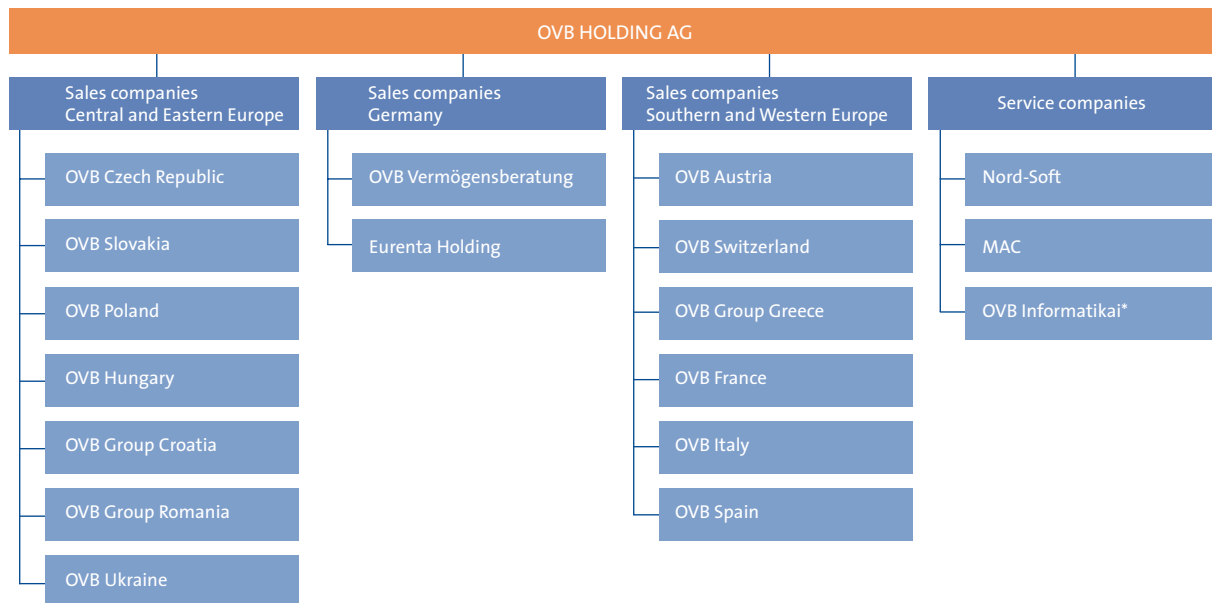 OVB HOLDING AG
Sales companies
Central and Eastern Europe
OVB Czech Republic
OVB Slovakia
OVB Poland
OVB Hungary
OVB Group Croatia
OVB Group Romania
OVB Ukraine
Sales companies
Germany
OVB Vermögensberatung
Eurenta Holding
Sales companies
Southern and Western Europe
OVB Austria
OVB Switzerland
OVB Group Greece
OVB France
OVB Italy
OVB Spain
Service companies
Nord-Soft
MAC
OVB Informatikai*